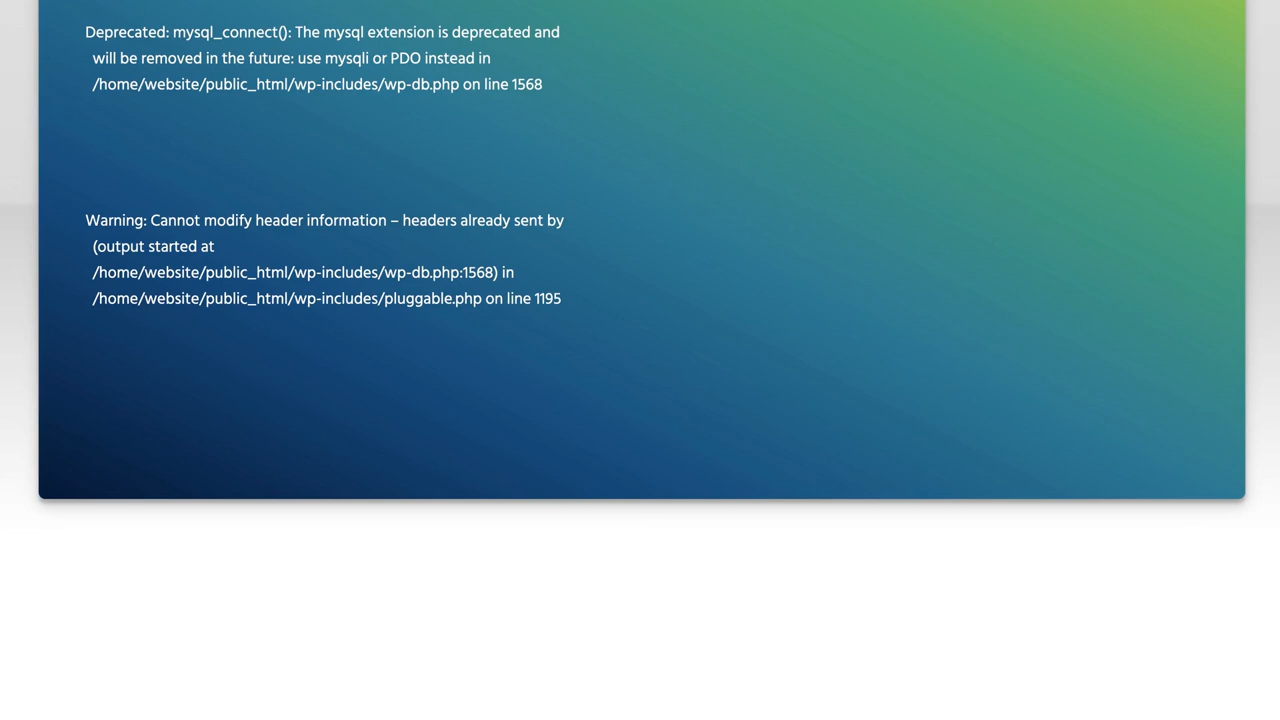 Deprecated: mysql_connect(): The mysql extension is deprecated and
will be removed in the future: use mysqli or PDO instead in
/home/website/public_html/wp-includes/wp-db.php on line 1568
Warning: Cannot modify header information – headers already sent by
(output started at
/home/website/public_html/wp-includes/wp-db.php:1568) in
/home/website/public_html/wp-includes/pluggable.php on line 1195